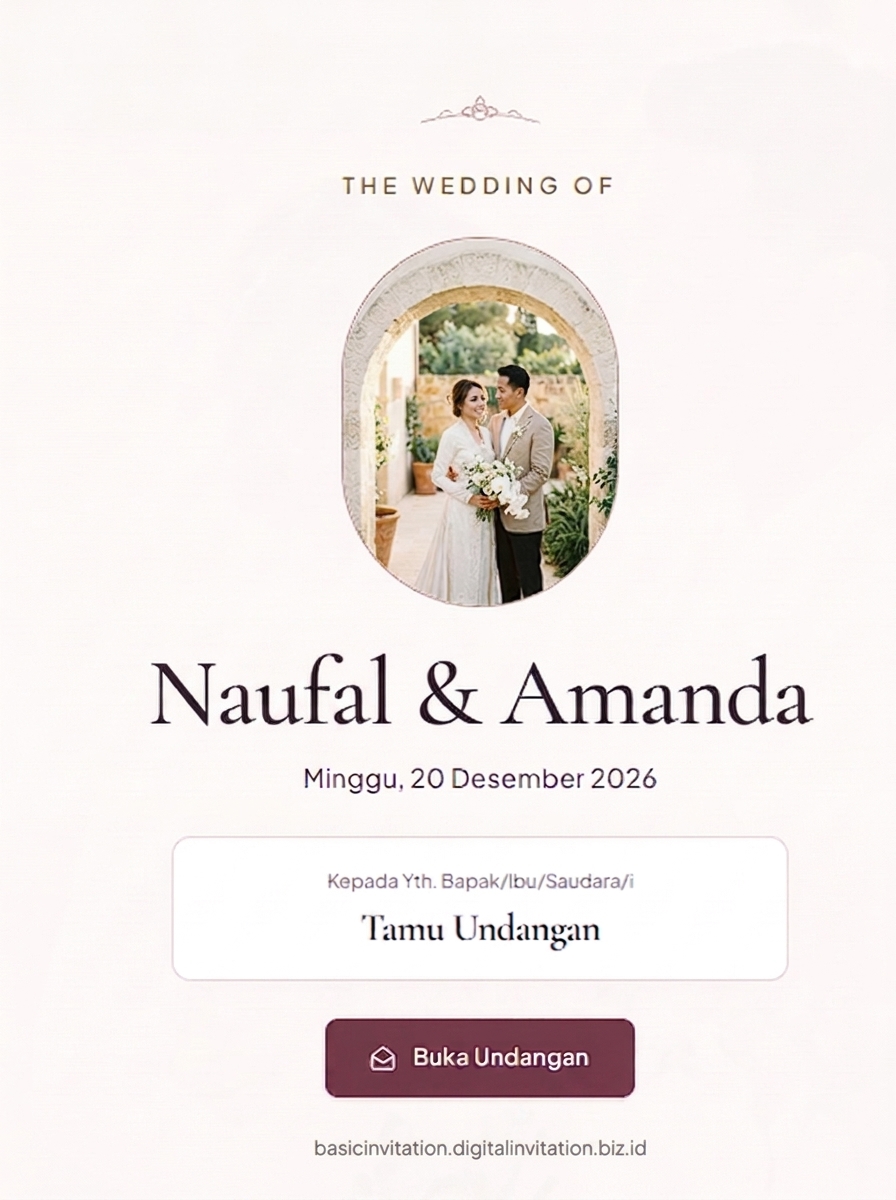 THE WEDDING OF
Naufal & Amanda
Minggu, 20 Desember 2026
Kepada Yth. Bapak/Ibu/Saudara/i
Tamu Undangan
Buka Undangan
basicinvitation.digitalinvitation.biz.id